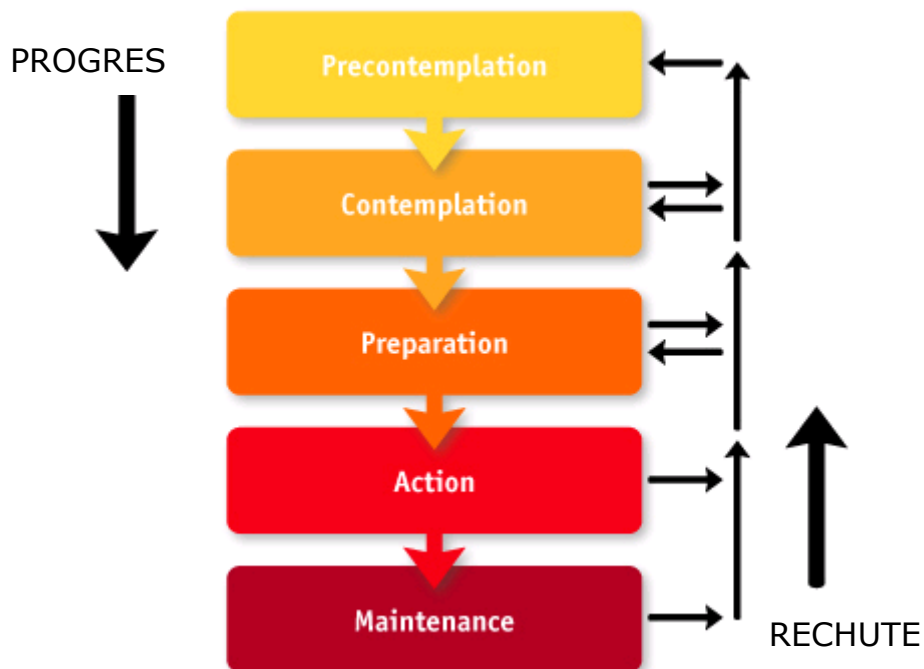 PROGRES
Precontemplation
Contemplation
Preparation
Action
Maintenance
RECHUTE